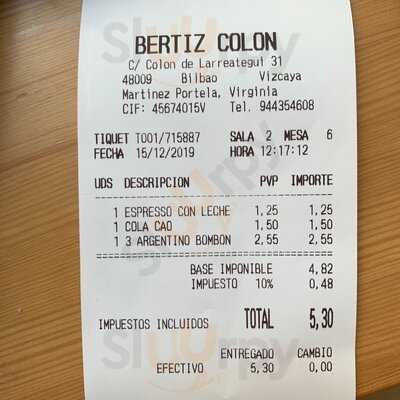 BERTIZ COLON
C/ Colon de Larreategui 31
48009 Bilbao Vizcaya
Martinez Portela, Virginia
CIF: 45674015V Tel. 944354608
TIQUET T001/715887 SALA 2 MESA 6
FECHA 15/12/2019 HORA 12:17:12
UDS DESCRIPCION PVP IMPORTE
1 ESPRESSO CON LECHE 1,25 1,25
1 COLA CAO 1,50 1,50
1 3 ARGENTINO BOMBON 2,55 2,55
BASE IMPONIBLE 4,82
IMPUESTO 10% 0,48
IMPUESTOS INCLUIDOS TOTAL 5,30
ENTREGADO CAMBIO
EFECTIVO 5,30 0,00
Slurrpy
Slurrpy
Slurrpy